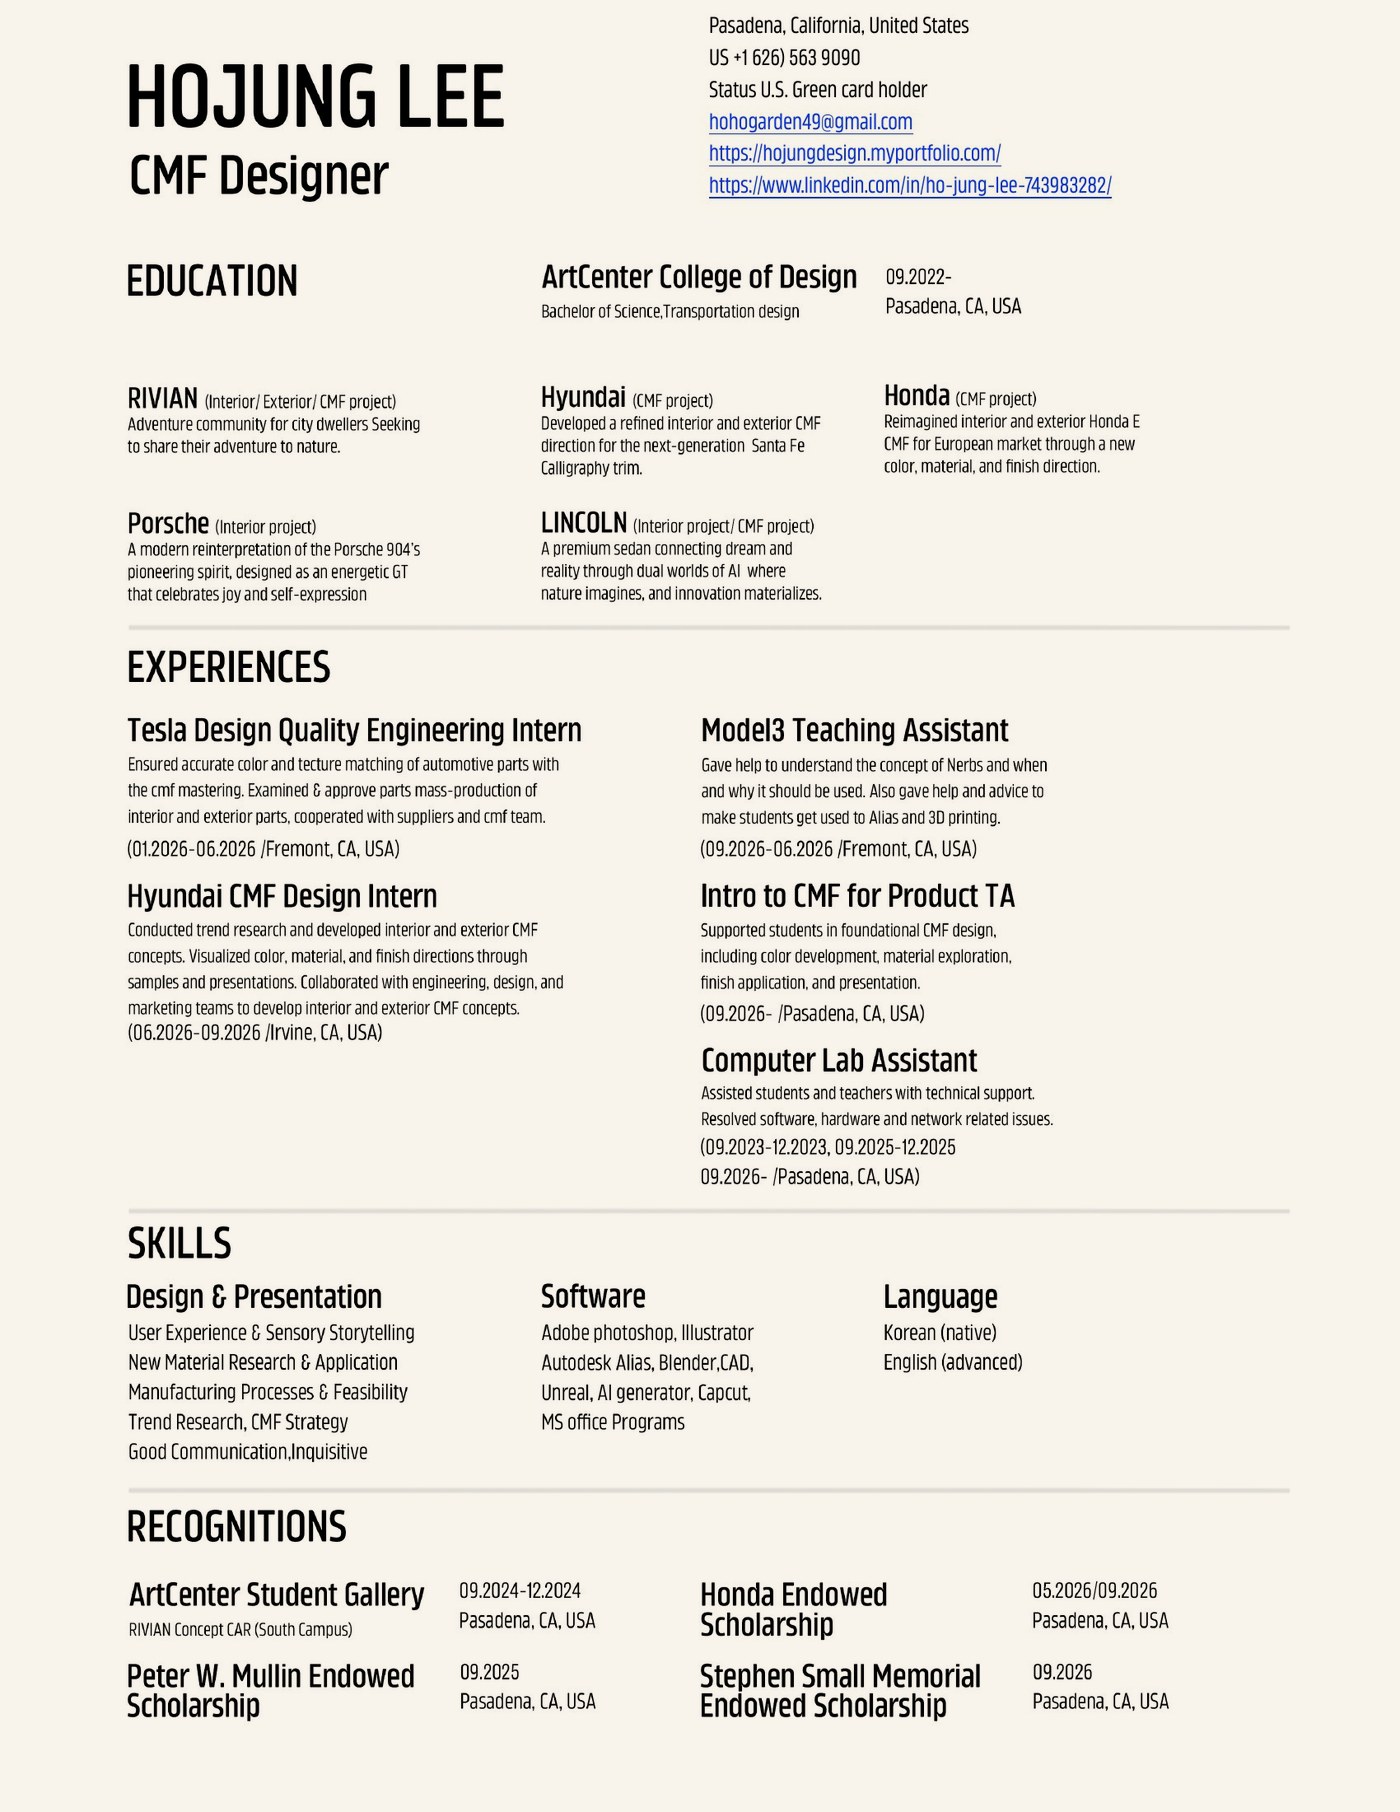 Pasadena, California, United States
US +1 626) 563 9090
Status U.S. Green card holder
hohogarden49@gmail.com
https://hojungdesign.myportfolio.com/
https://www.linkedin.com/in/ho-jung-lee-743983282/
HOJUNG LEE
CMF Designer
EDUCATION
ArtCenter College of Design
Bachelor of Science,Transportation design
09.2022-
Pasadena, CA, USA
RIVIAN (Interior/ Exterior/ CMF project)
Adventure community for city dwellers Seeking
to share their adventure to nature.
Hyundai (CMF project)
Developed a refined interior and exterior CMF
direction for the next-generation Santa Fe
Calligraphy trim.
Honda (CMF project)
Reimagined interior and exterior Honda E
CMF for European market through a new
color, material, and finish direction.
Porsche (Interior project)
A modern reinterpretation of the Porsche 904's
pioneering spirit, designed as an energetic GT
that celebrates joy and self-expression
LINCOLN (Interior project/ CMF project)
A premium sedan connecting dream and
reality through dual worlds of AI where
nature imagines, and innovation materializes.
EXPERIENCES
Tesla Design Quality Engineering Intern
Ensured accurate color and tecture matching of automotive parts with
the cmf mastering. Examined & approve parts mass-production of
interior and exterior parts, cooperated with suppliers and cmf team.
(01.2026-06.2026 /Fremont, CA, USA)
Hyundai CMF Design Intern
Conducted trend research and developed interior and exterior CMF
concepts. Visualized color, material, and finish directions through
samples and presentations. Collaborated with engineering, design, and
marketing teams to develop interior and exterior CMF concepts.
(06.2026-09.2026 /Irvine, CA, USA)
Model3 Teaching Assistant
Gave help to understand the concept of Nerbs and when
and why it should be used. Also gave help and advice to
make students get used to Alias and 3D printing.
(09.2026-06.2026 /Fremont, CA, USA)
Intro to CMF for Product TA
Supported students in foundational CMF design,
including color development, material exploration,
finish application, and presentation.
(09.2026- /Pasadena, CA, USA)
Computer Lab Assistant
Assisted students and teachers with technical support.
Resolved software, hardware and network related issues.
(09.2023-12.2023, 09.2025-12.2025
09.2026- /Pasadena, CA, USA)
SKILLS
Design & Presentation
User Experience & Sensory Storytelling
New Material Research & Application
Manufacturing Processes & Feasibility
Trend Research, CMF Strategy
Good Communication,Inquisitive
Software
Adobe photoshop, Illustrator
Autodesk Alias, Blender,CAD,
Unreal, AI generator, Capcut,
MS office Programs
Language
Korean (native)
English (advanced)
RECOGNITIONS
ArtCenter Student Gallery
RIVIAN Concept CAR (South Campus)
09.2024-12.2024
Pasadena, CA, USA
Honda Endowed
Scholarship
05.2026/09.2026
Pasadena, CA, USA
Peter W. Mullin Endowed
Scholarship
09.2025
Pasadena, CA, USA
Stephen Small Memorial
Endowed Scholarship
09.2026
Pasadena, CA, USA